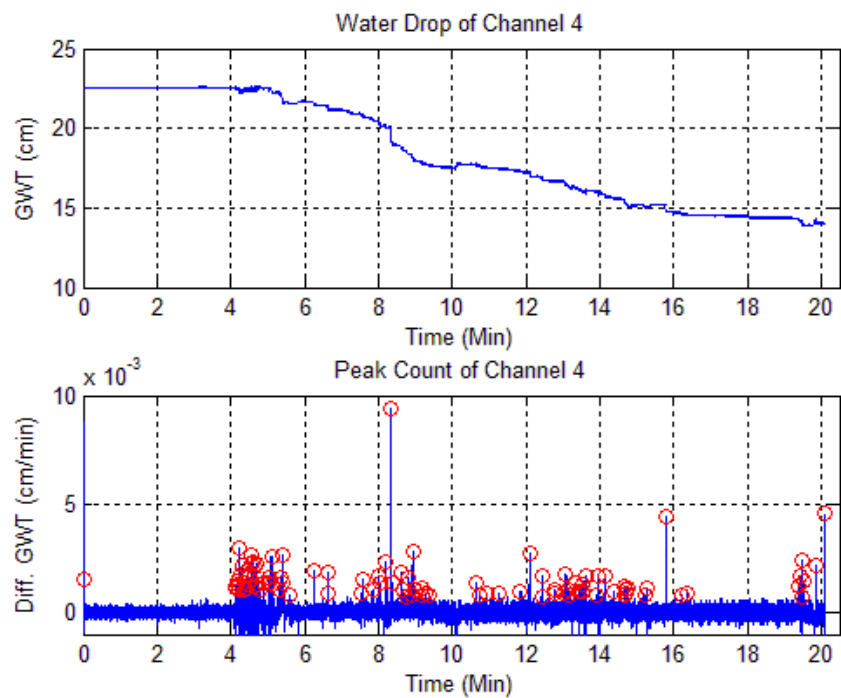 Water Drop of Channel 4
25
20
15
10
GWT (cm)
0 2 4 6 8 10 12 14 16 18 20
Time (Min)
x 10-3
Peak Count of Channel 4
10
5
0
Diff. GWT (cm/min)
0 2 4 6 8 10 12 14 16 18 20
Time (Min)